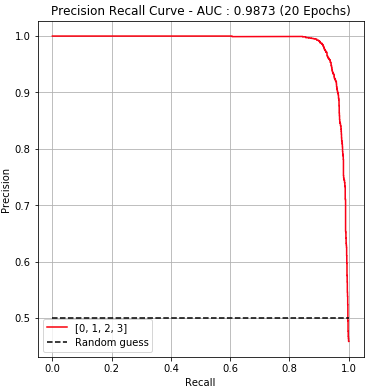 Precision Recall Curve - AUC : 0.9873 (20 Epochs)
1.0
0.9
0.8
0.7
0.6
0.5
Precision
[0, 1, 2, 3]
Random guess
0.0 0.2 0.4 0.6 0.8 1.0
Recall